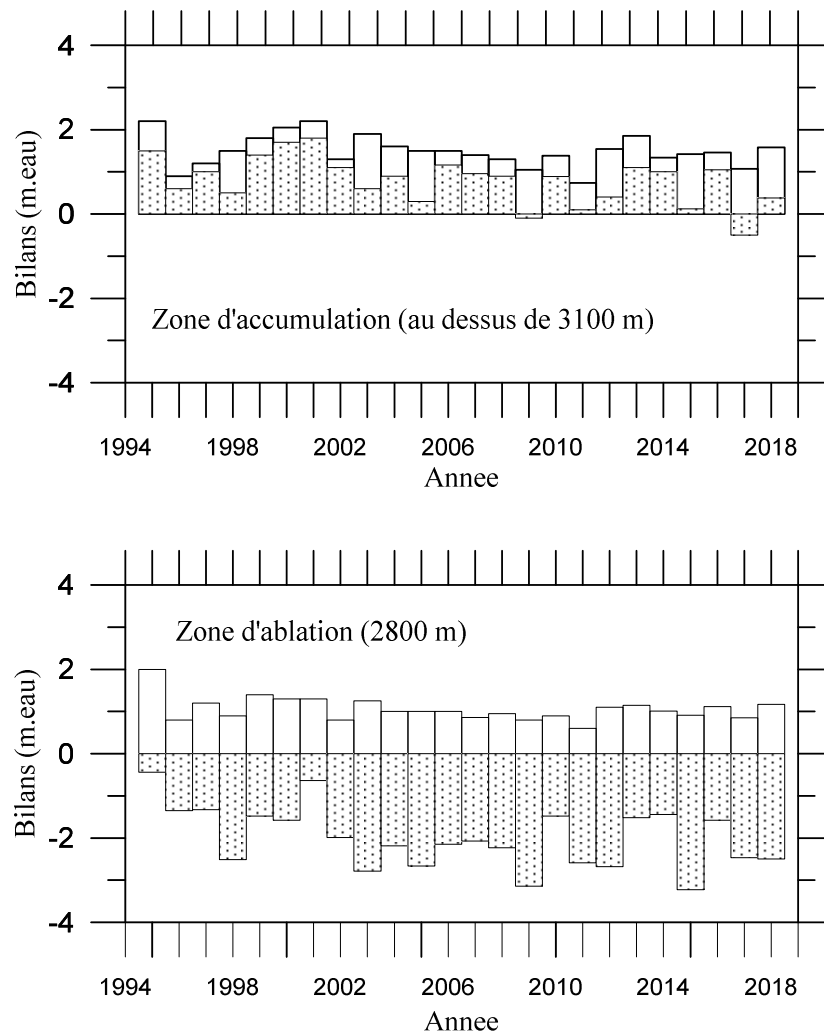 4
2
0
-2
-4
Bilans (m.eau)
Zone d'accumulation (au dessus de 3100 m)
1994 1998 2002 2006 2010 2014 2018
Annee
4
2
0
-2
-4
Bilans (m.eau)
Zone d'ablation (2800 m)
1994 1998 2002 2006 2010 2014 2018
Annee